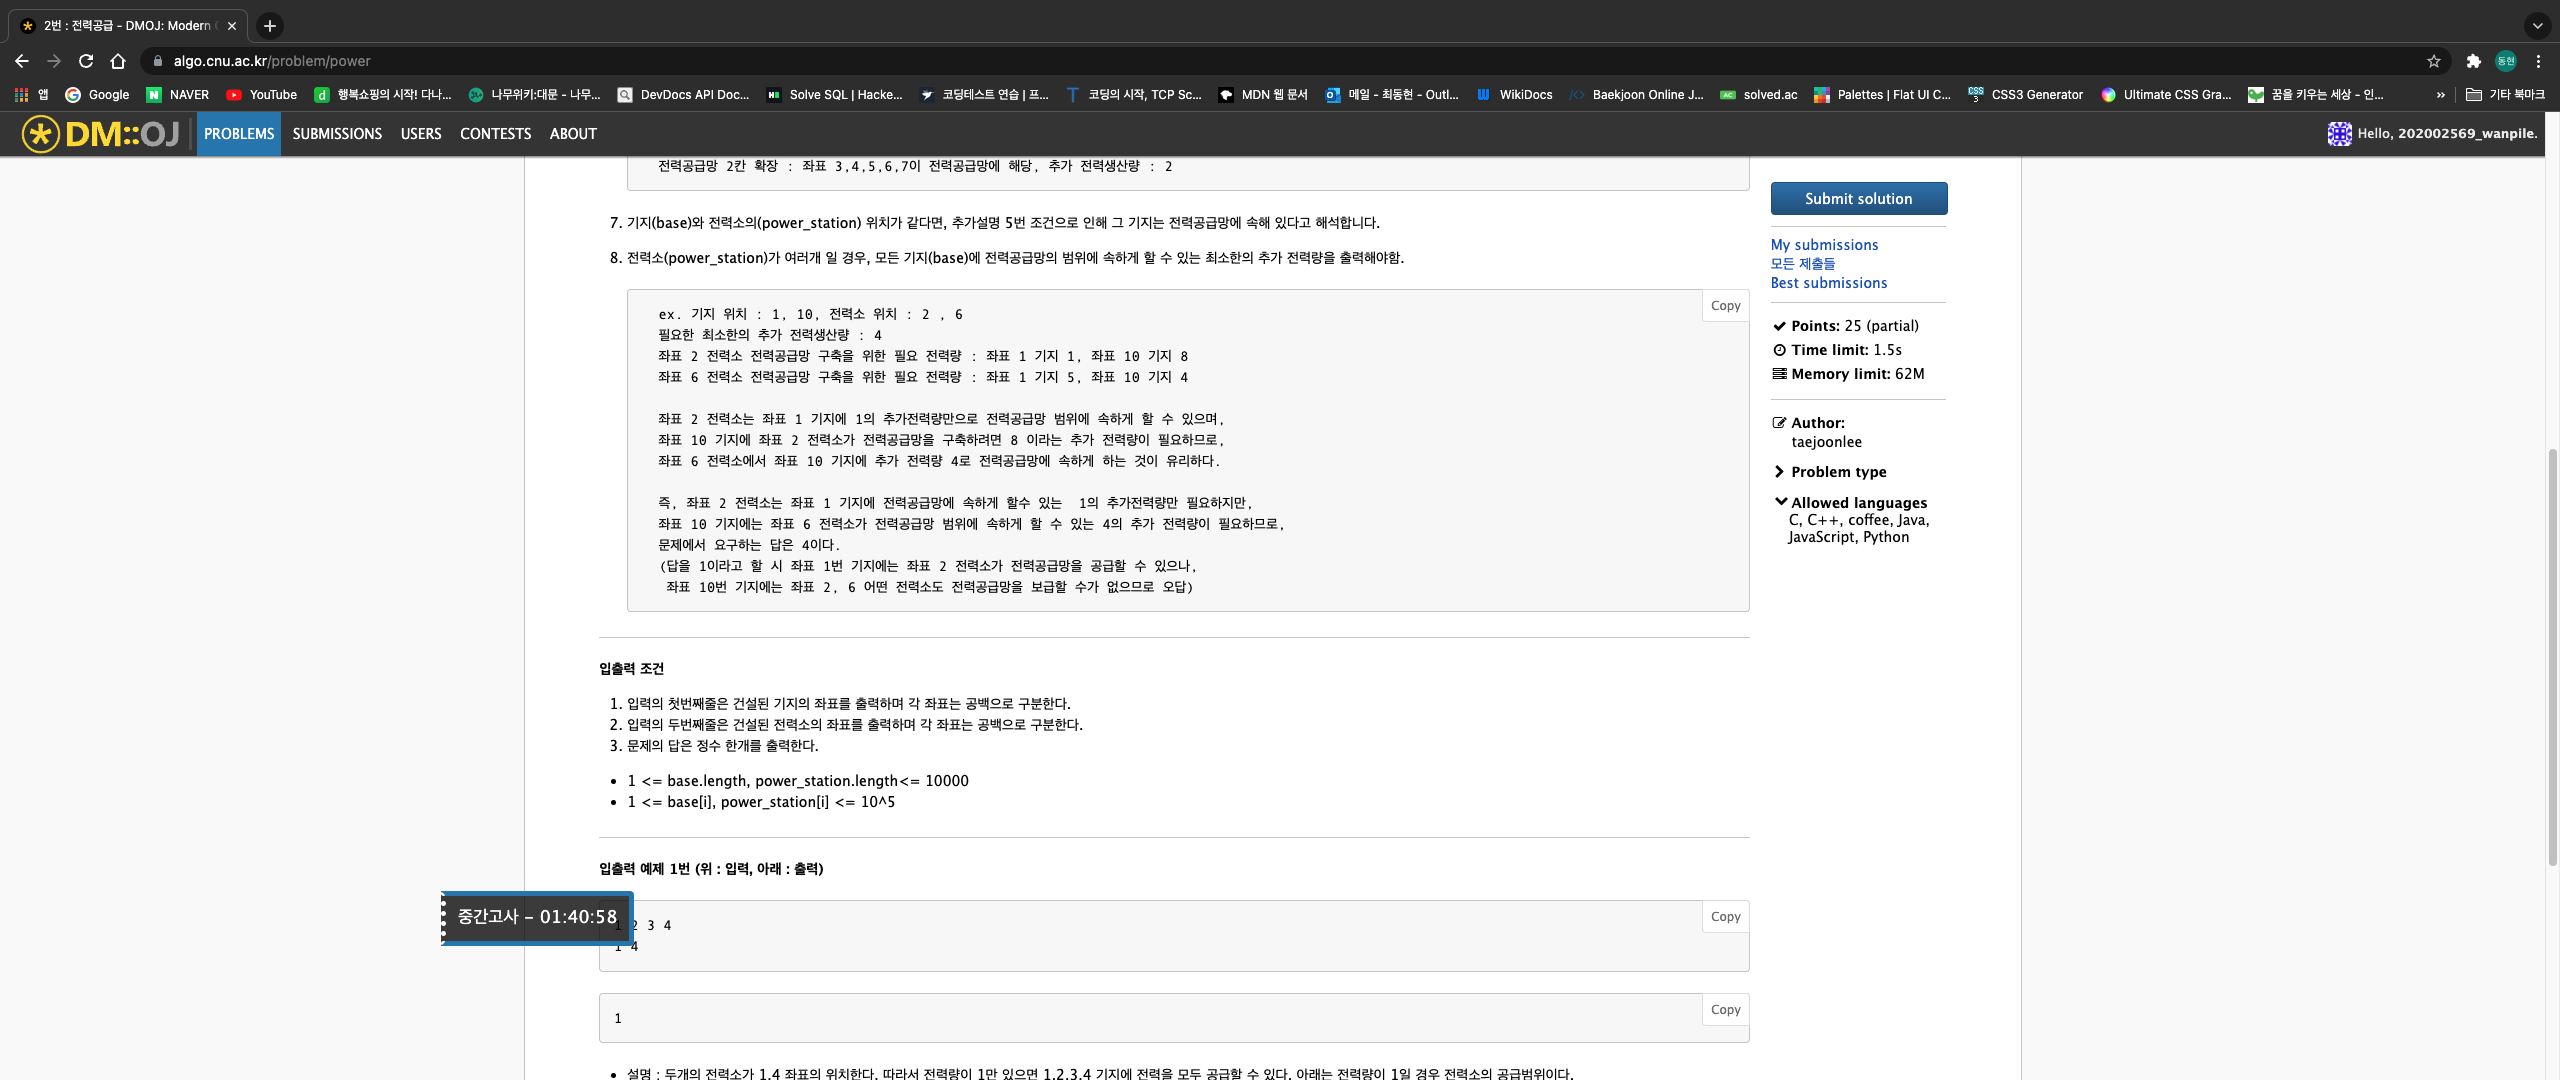 2번 : 전력공급 - DMOJ: Modern
algo.cnu.ac.kr/problem/power
앱 Google NAVER YouTube 행복쇼핑의 시작! 다나... 나무위키:대문 - 나무... DevDocs API Doc... Solve SQL | Hacke... 코딩테스트 연습 | 프... 코딩의 시작, TCP Sc... MDN 웹 문서 메일 - 최동현 - Outl... WikiDocs Baekjoon Online J... solved.ac Palettes | Flat UI C... CSS3 Generator Ultimate CSS Gra... 꿈을 키우는 세상 - 인... » 기타 북마크
DM::OJ PROBLEMS SUBMISSIONS USERS CONTESTS ABOUT Hello, 202002569_wanpile.
전력공급망 2칸 확장 : 좌표 3,4,5,6,7이 전력공급망에 해당, 추가 전력생산량 : 2
7. 기지(base)와 전력소의(power_station) 위치가 같다면, 추가설명 5번 조건으로 인해 그 기지는 전력공급망에 속해 있다고 해석합니다.
8. 전력소(power_station)가 여러개 일 경우, 모든 기지(base)에 전력공급망의 범위에 속하게 할 수 있는 최소한의 추가 전력량을 출력해야함.
Copy
ex. 기지 위치 : 1, 10, 전력소 위치 : 2 , 6
필요한 최소한의 추가 전력생산량 : 4
좌표 2 전력소 전력공급망 구축을 위한 필요 전력량 : 좌표 1 기지 1, 좌표 10 기지 8
좌표 6 전력소 전력공급망 구축을 위한 필요 전력량 : 좌표 1 기지 5, 좌표 10 기지 4
좌표 2 전력소는 좌표 1 기지에 1의 추가전력량만으로 전력공급망 범위에 속하게 할 수 있으며,
좌표 10 기지에 좌표 2 전력소가 전력공급망을 구축하려면 8 이라는 추가 전력량이 필요하므로,
좌표 6 전력소에서 좌표 10 기지에 추가 전력량 4로 전력공급망에 속하게 하는 것이 유리하다.
즉, 좌표 2 전력소는 좌표 1 기지에 전력공급망에 속하게 할수 있는  1의 추가전력량만 필요하지만,
좌표 10 기지에는 좌표 6 전력소가 전력공급망 범위에 속하게 할 수 있는 4의 추가 전력량이 필요하므로,
문제에서 요구하는 답은 4이다.
(답을 1이라고 할 시 좌표 1번 기지에는 좌표 2 전력소가 전력공급망을 공급할 수 있으나,
좌표 10번 기지에는 좌표 2, 6 어떤 전력소도 전력공급망을 보급할 수가 없으므로 오답)
입출력 조건
1. 입력의 첫번째줄은 건설된 기지의 좌표를 출력하며 각 좌표는 공백으로 구분한다.
2. 입력의 두번째줄은 건설된 전력소의 좌표를 출력하며 각 좌표는 공백으로 구분한다.
3. 문제의 답은 정수 한개를 출력한다.
• 1 <= base.length, power_station.length<= 10000
• 1 <= base[i], power_station[i] <= 10^5
입출력 예제 1번 (위 : 입력, 아래 : 출력)
Copy
1 2 3 4
1 4
중간고사 - 01:40:58
Copy
1
• 설명 : 두개의 전력소가 1,4 좌표의 위치한다. 따라서 전력량이 1만 있으면 1,2,3,4 기지에 전력을 모두 공급할 수 있다. 아래는 전력량이 1일 경우 전력소의 공급범위이다.
Submit solution
My submissions
모든 제출들
Best submissions
Points: 25 (partial)
Time limit: 1.5s
Memory limit: 62M
Author:
taejoonlee
Problem type
Allowed languages
C, C++, coffee, Java,
JavaScript, Python
동현